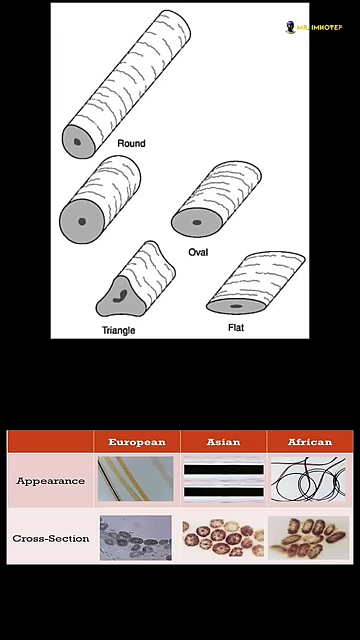 MR. IMHOTEP
Round
Oval
Triangle
Flat
European Asian African
Appearance
Cross-Section